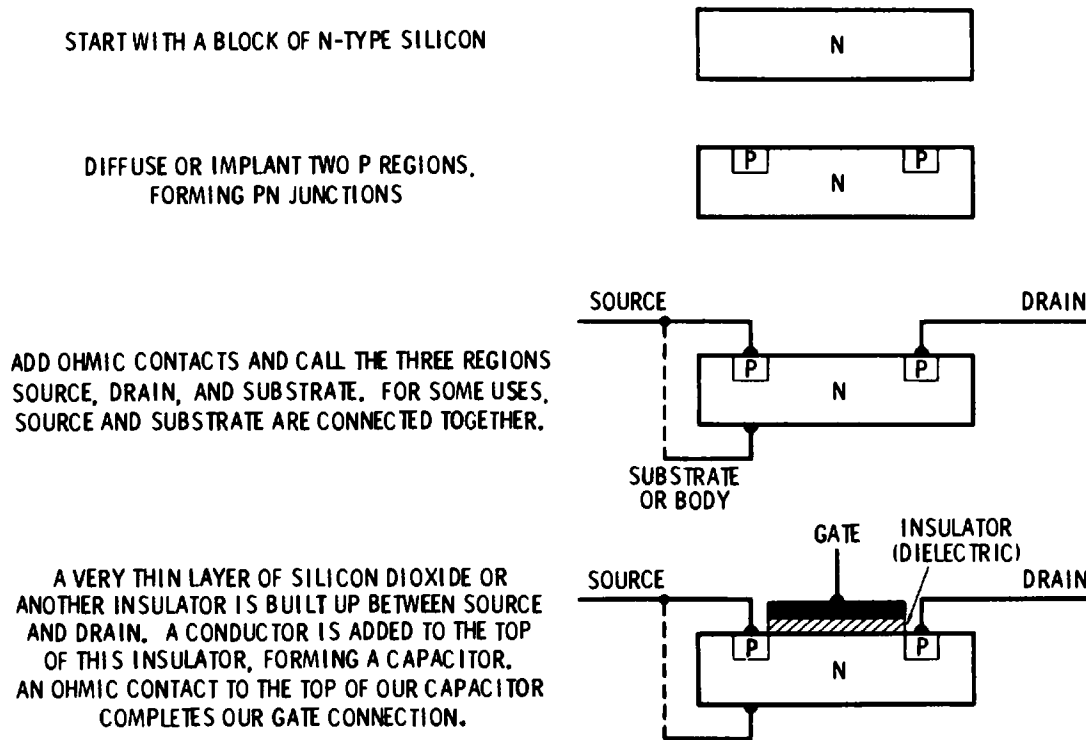 START WITH A BLOCK OF N-TYPE SILICON
N
DIFFUSE OR IMPLANT TWO P REGIONS,
FORMING PN JUNCTIONS
P
P
N
ADD OHMIC CONTACTS AND CALL THE THREE REGIONS
SOURCE, DRAIN, AND SUBSTRATE. FOR SOME USES,
SOURCE AND SUBSTRATE ARE CONNECTED TOGETHER.
SOURCE
DRAIN
P
P
N
SUBSTRATE
OR BODY
A VERY THIN LAYER OF SILICON DIOXIDE OR
ANOTHER INSULATOR IS BUILT UP BETWEEN SOURCE
AND DRAIN. A CONDUCTOR IS ADDED TO THE TOP
OF THIS INSULATOR, FORMING A CAPACITOR.
AN OHMIC CONTACT TO THE TOP OF OUR CAPACITOR
COMPLETES OUR GATE CONNECTION.
GATE
INSULATOR
(DIELECTRIC)
SOURCE
DRAIN
P
P
N